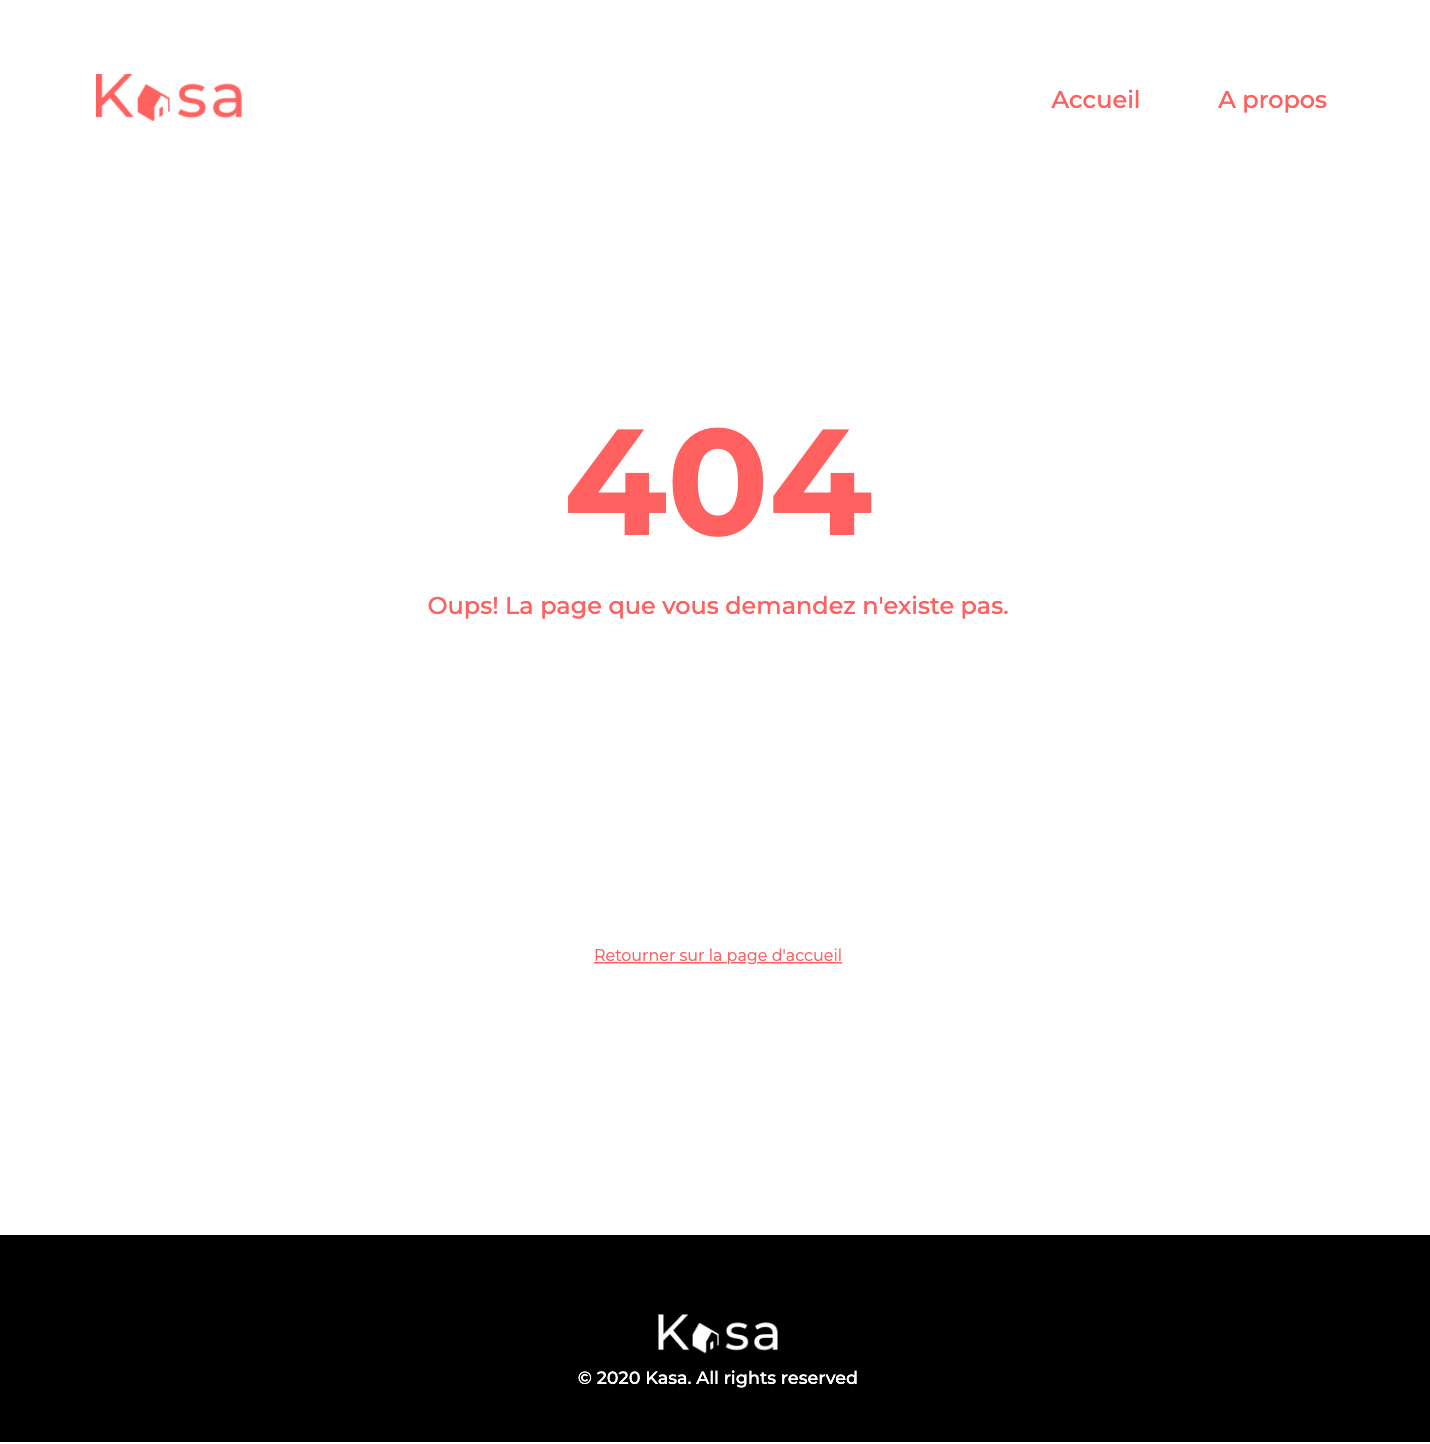 Kasa
Accueil
A propos
404
Oups! La page que vous demandez n'existe pas.
Retourner sur la page d'accueil
Kasa
© 2020 Kasa. All rights reserved